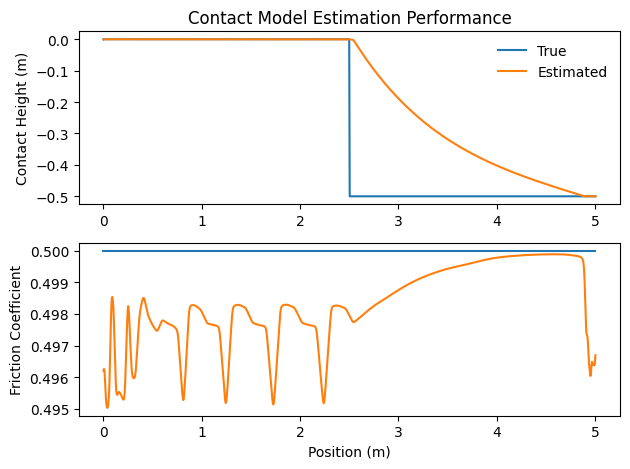 Contact Model Estimation Performance
Contact Height (m)
0.0
−0.1
−0.2
−0.3
−0.4
−0.5
True
Estimated
0 1 2 3 4 5
Friction Coefficient
0.500
0.499
0.498
0.497
0.496
0.495
0 1 2 3 4 5
Position (m)